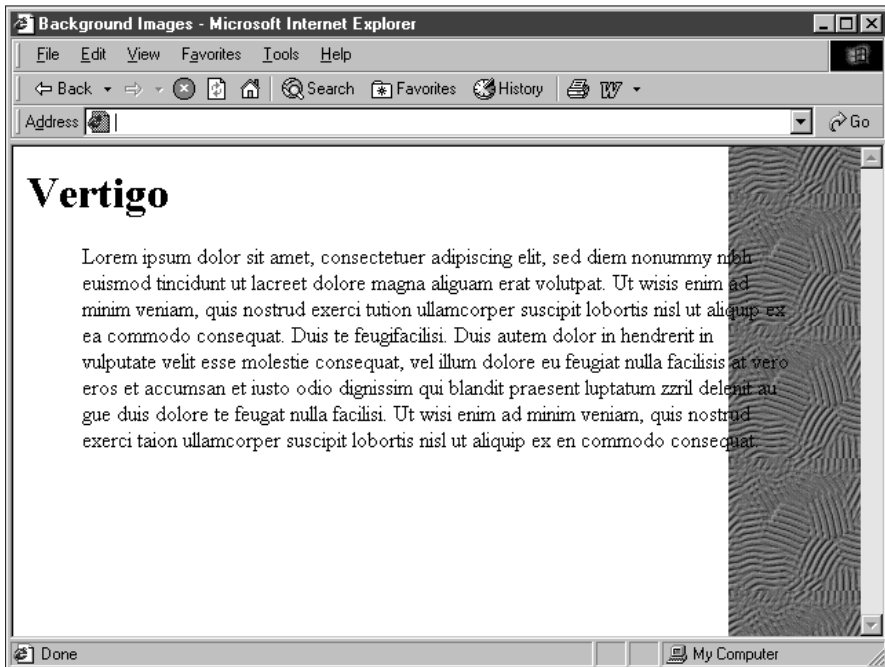 Background Images - Microsoft Internet Explorer
File Edit View Favorites Tools Help
Back Search Favorites History
Address Go
Vertigo
Lorem ipsum dolor sit amet, consectetuer adipiscing elit, sed diem nonummy nibh
euismod tincidunt ut lacreet dolore magna aliguam erat volutpat. Ut wisis enim ad
minim veniam, quis nostrud exerci tution ullamcorper suscipit lobortis nisl ut aliquip ex
ea commodo consequat. Duis te feugifacilisi. Duis autem dolor in hendrerit in
vulputate velit esse molestie consequat, vel illum dolore eu feugiat nulla facilisis at vero
eros et accumsan et iusto odio dignissim qui blandit praesent luptatum zzril delenit au
gue duis dolore te feugat nulla facilisi. Ut wisi enim ad minim veniam, quis nostrud
exerci taion ullamcorper suscipit lobortis nisl ut aliquip ex en commodo consequat.
Done My Computer